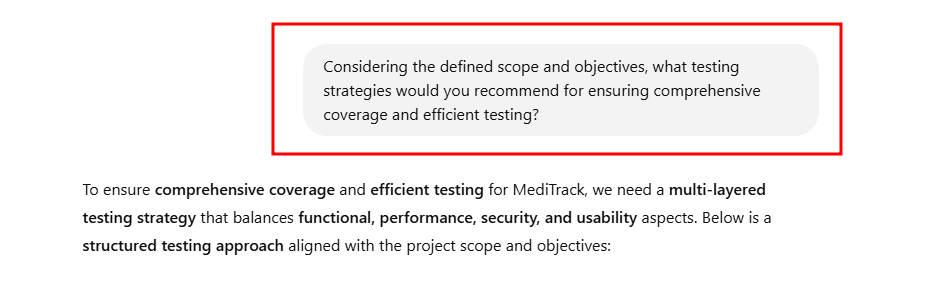 Considering the defined scope and objectives, what testing
strategies would you recommend for ensuring comprehensive
coverage and efficient testing?
To ensure comprehensive coverage and efficient testing for MediTrack, we need a multi-layered
testing strategy that balances functional, performance, security, and usability aspects. Below is a
structured testing approach aligned with the project scope and objectives: